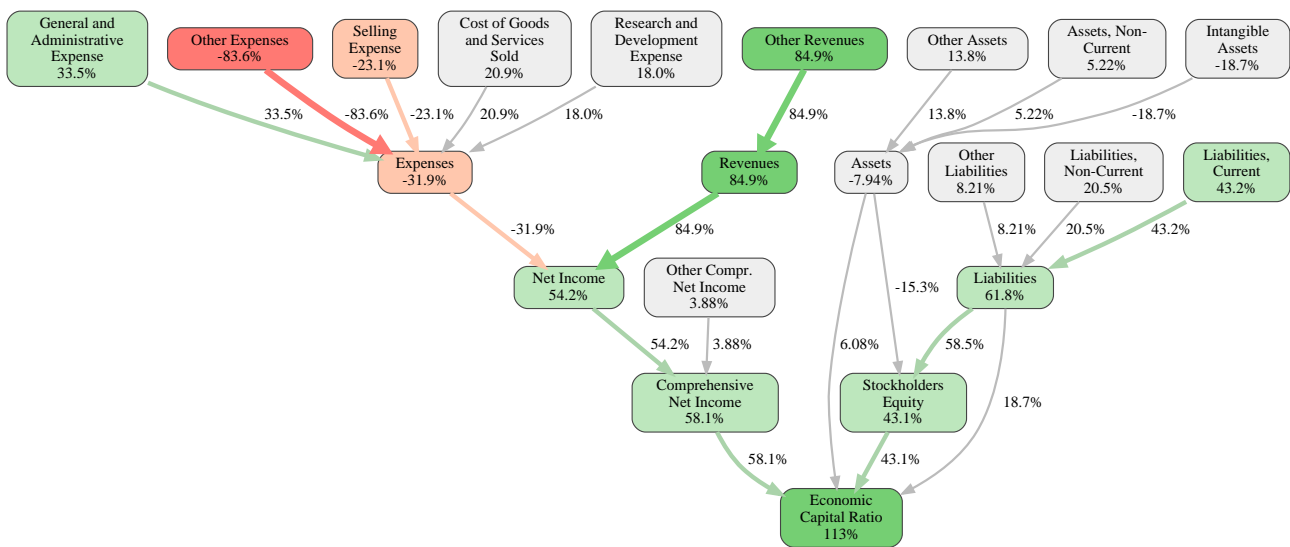 General and
Administrative
Expense
33.5%
Other Expenses
-83.6%
Selling
Expense
-23.1%
Cost of Goods
and Services
Sold
20.9%
Research and
Development
Expense
18.0%
Other Revenues
84.9%
Other Assets
13.8%
Assets, Non-
Current
5.22%
Intangible
Assets
-18.7%
33.5%
-83.6%
-23.1%
20.9%
18.0%
84.9%
13.8%
5.22%
-18.7%
Expenses
-31.9%
Revenues
84.9%
Assets
-7.94%
Other
Liabilities
8.21%
Liabilities,
Non-Current
20.5%
Liabilities,
Current
43.2%
-31.9%
84.9%
8.21%
20.5%
43.2%
Net Income
54.2%
Other Compr.
Net Income
3.88%
-15.3%
Liabilities
61.8%
54.2%
3.88%
6.08%
58.5%
Comprehensive
Net Income
58.1%
Stockholders
Equity
43.1%
18.7%
58.1%
43.1%
Economic
Capital Ratio
113%